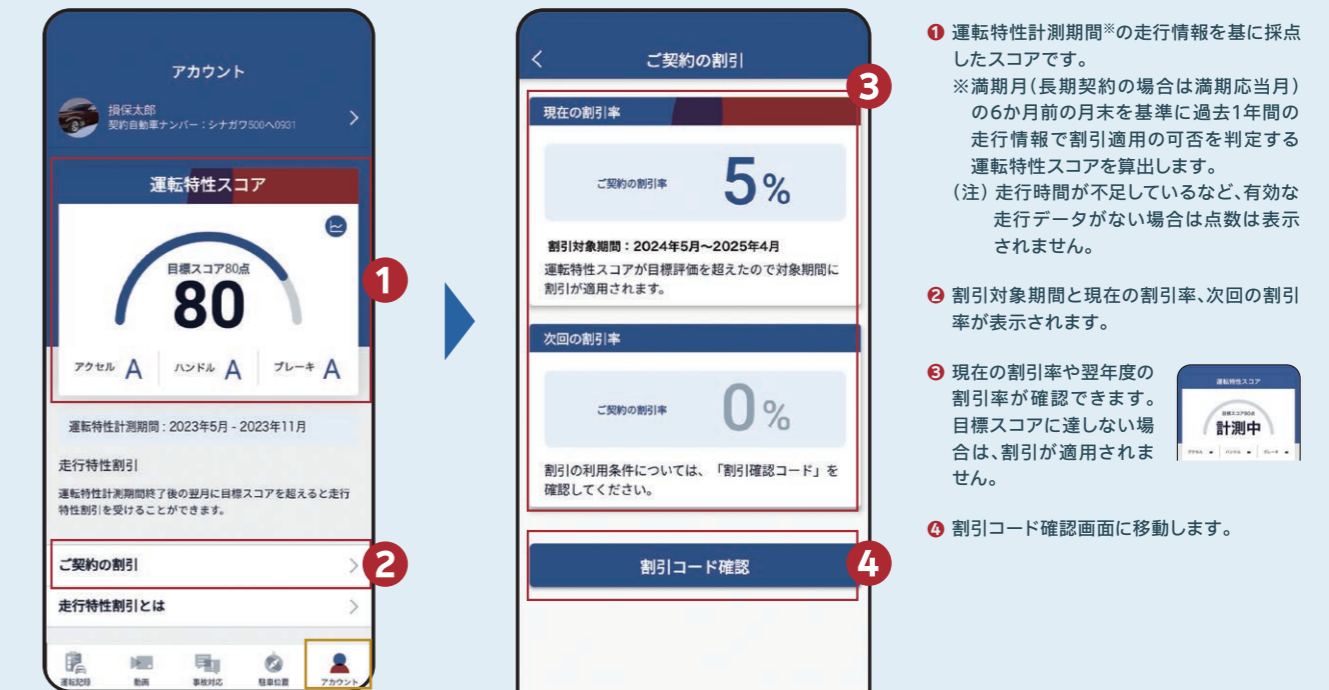 アカウント
損保太郎
契約自動車ナンバー：シナガワ500へ0931
運転特性スコア
目標スコア80点
80
アクセル A ハンドル A ブレーキ A
1
運転特性計測期間 : 2023年5月 - 2023年11月
走行特性割引
運転特性計測期間終了後の翌月に目標スコアを超えると走行
特性割引を受けることができます。
ご契約の割引
2
走行特性割引とは
運転記録 動画 事故対応 駐車位置 アカウント
ご契約の割引
3
現在の割引率
ご契約の割引率 5%
割引対象期間：2024年5月～2025年4月
運転特性スコアが目標評価を超えたので対象期間に
割引が適用されます。
次回の割引率
ご契約の割引率 0%
割引の利用条件については、「割引確認コード」を
確認してください。
割引コード確認
4
❶ 運転特性計測期間※の走行情報を基に採点
したスコアです。
※満期月（長期契約の場合は満期応当月）
の6か月前の月末を基準に過去1年間の
走行情報で割引適用の可否を判定する
運転特性スコアを算出します。
（注）走行時間が不足しているなど、有効な
走行データがない場合は点数は表示
されません。
❷ 割引対象期間と現在の割引率、次回の割引
率が表示されます。
❸ 現在の割引率や翌年度の
割引率が確認できます。
目標スコアに達しない場
合は、割引が適用されま
せん。
運転特性スコア
目標スコア80点
計測中
アクセル - ハンドル - ブレーキ -
❹ 割引コード確認画面に移動します。